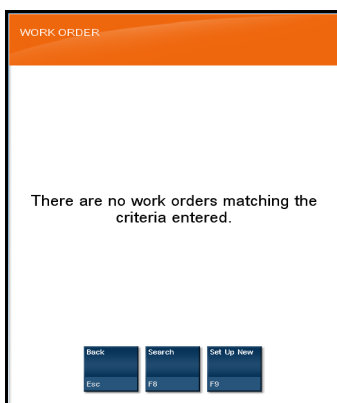 WORK ORDER
There are no work orders matching the
criteria entered.
Back Search Set Up New
Esc F8 F9